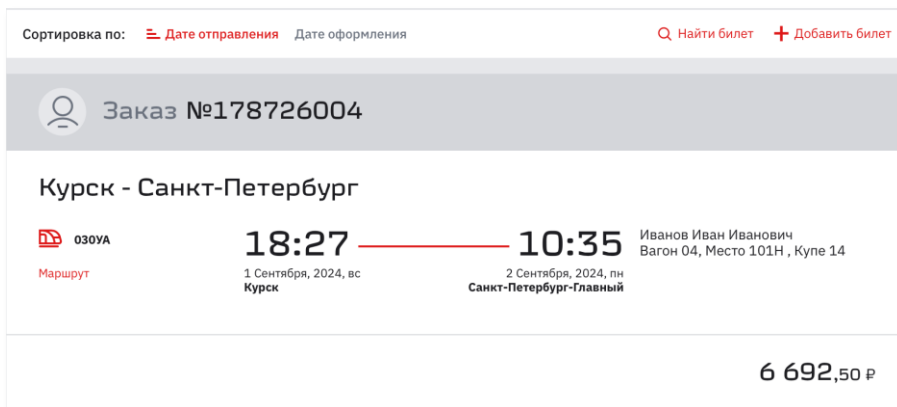 Сортировка по: Дате отправления Дате оформления Найти билет Добавить билет
Заказ №178726004
Курск - Санкт-Петербург
030УА 18:27 10:35 Иванов Иван Иванович
Вагон 04, Место 101Н , Купе 14
Маршрут 1 Сентября, 2024, вс 2 Сентября, 2024, пн
Курск Санкт-Петербург-Главный
6 692,50 ₽